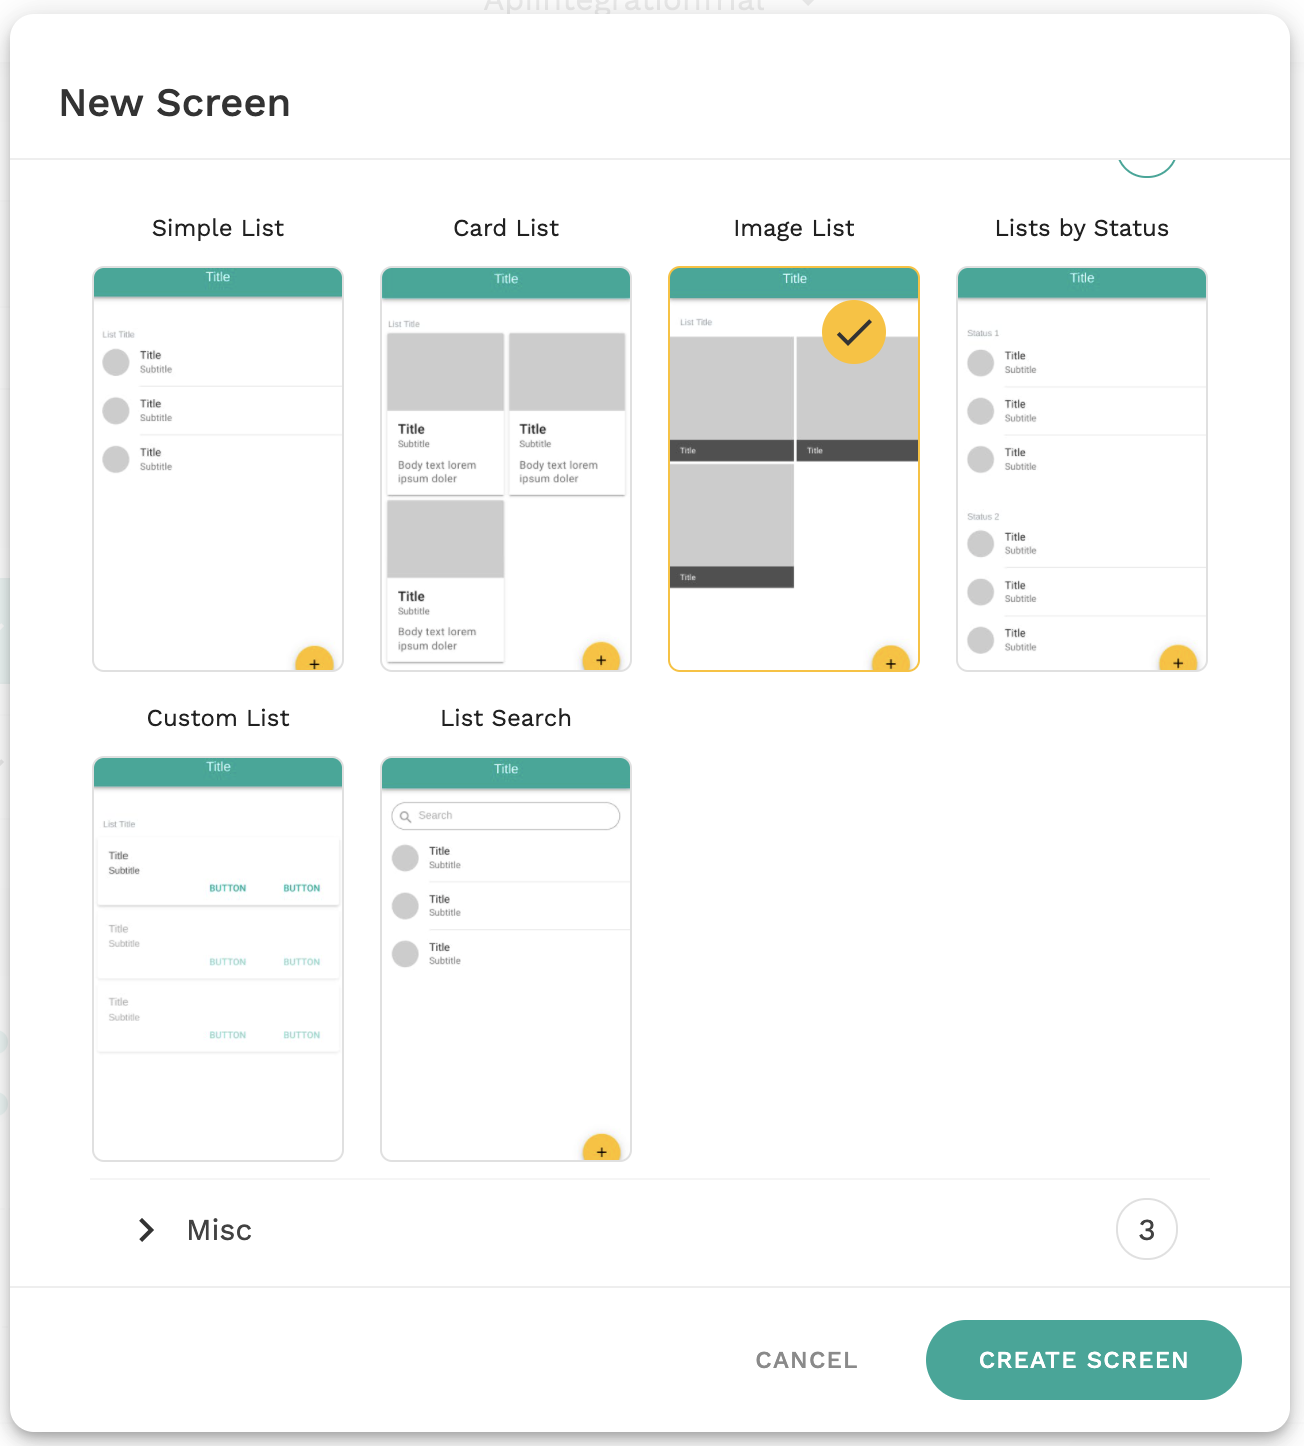 ApiIntegrationTrial
New Screen
Simple List
Card List
Image List
Lists by Status
Title
List Title
Title
Subtitle
Title
Subtitle
Title
Subtitle
+
Title
List Title
Title
Subtitle
Body text lorem
ipsum doler
Title
Subtitle
Body text lorem
ipsum doler
Title
Subtitle
Body text lorem
ipsum doler
+
Title
List Title
Title
Title
Title
+
Title
Status 1
Title
Subtitle
Title
Subtitle
Title
Subtitle
Status 2
Title
Subtitle
Title
Subtitle
Title
Subtitle
+
Custom List
List Search
Title
List Title
Title
Subtitle
BUTTON BUTTON
Title
Subtitle
BUTTON BUTTON
Title
Subtitle
BUTTON BUTTON
Title
Search
Title
Subtitle
Title
Subtitle
Title
Subtitle
+
Misc
3
CANCEL
CREATE SCREEN